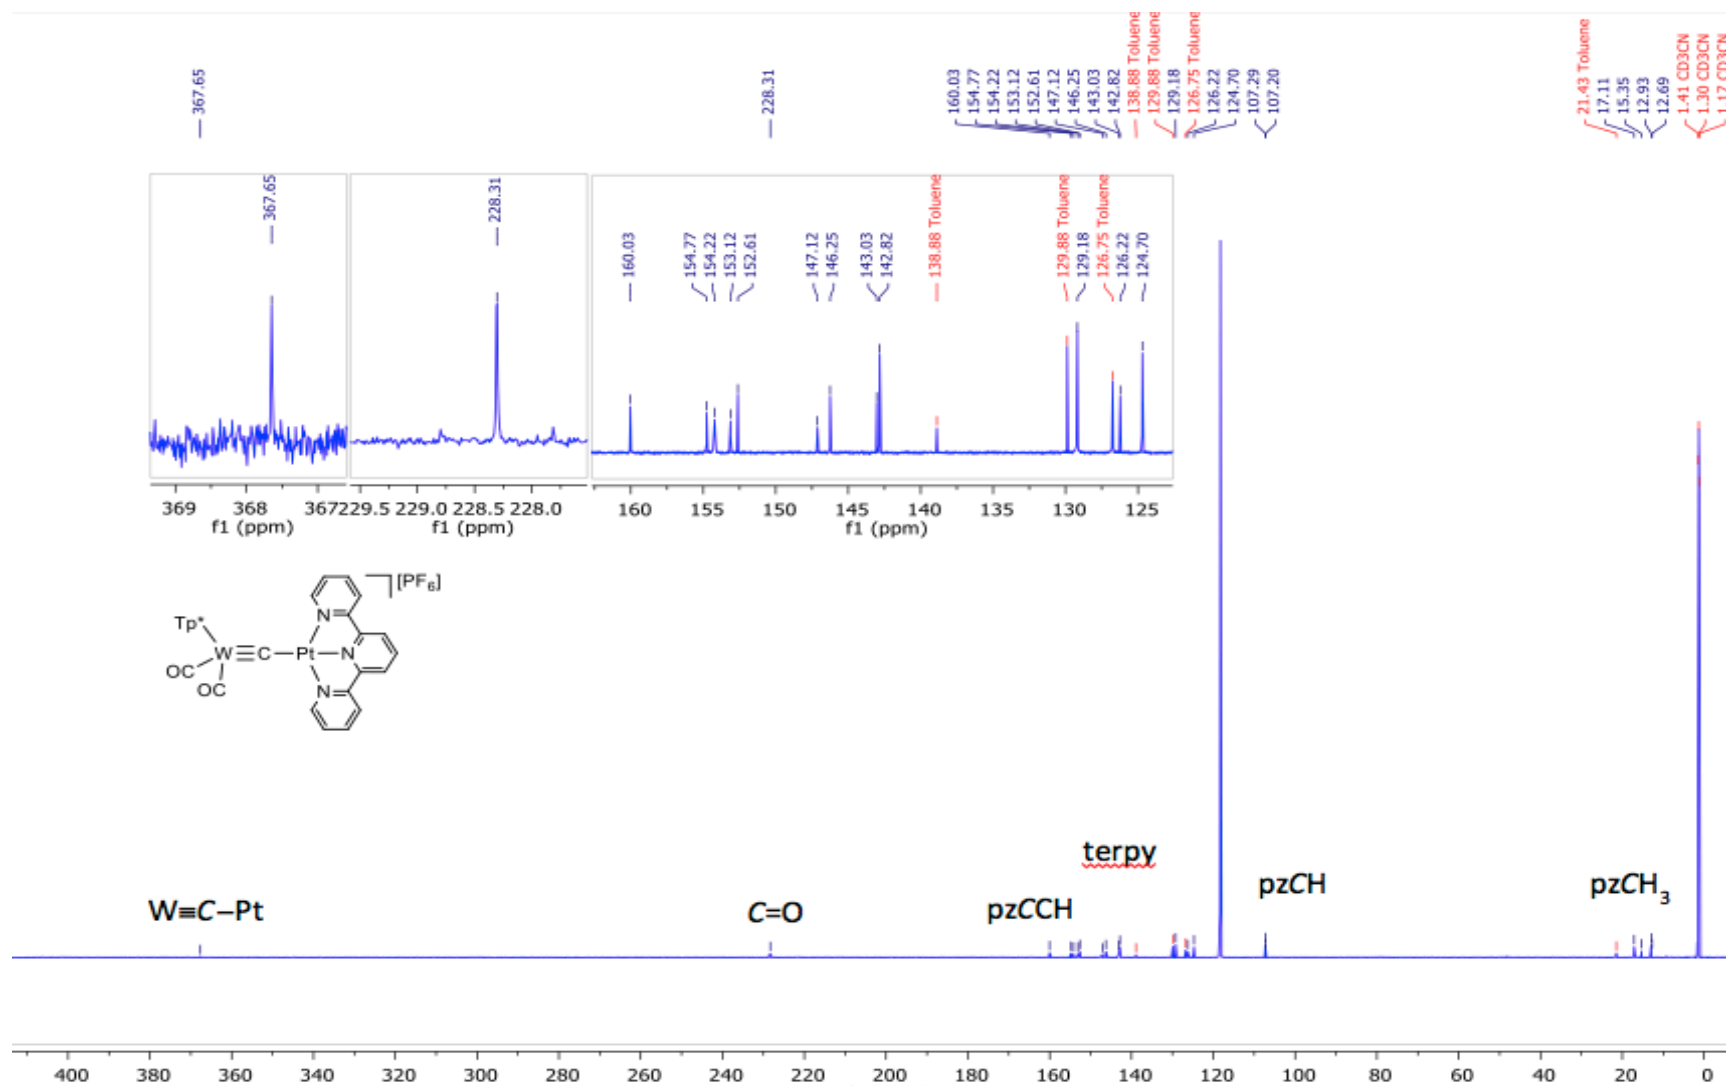 367.65
228.31
160.03
154.77
154.22
153.12
152.61
147.12
146.25
143.03
142.82
138.88 Toluene
129.88 Toluene
129.18
126.75 Toluene
126.22
124.70
107.29
107.20
21.43 Toluene
17.11
15.35
12.93
12.69
1.41 CD3CN
1.30 CD3CN
1.17 CD3CN
367.65
228.31
160.03
154.77
154.22
153.12
152.61
147.12
146.25
143.03
142.82
138.88 Toluene
129.88 Toluene
129.18
126.75 Toluene
126.22
124.70
369 368 367
f1 (ppm)
229.5 229.0 228.5 228.0
f1 (ppm)
160 155 150 145 140 135 130 125
f1 (ppm)
[PF6]
Tp*
N
W≡C–Pt–N
OC
OC
N
terpy
W≡C–Pt
C=O
pzCCH
pzCH
pzCH3
400 380 360 340 320 300 280 260 240 220 200 180 160 140 120 100 80 60 40 20 0